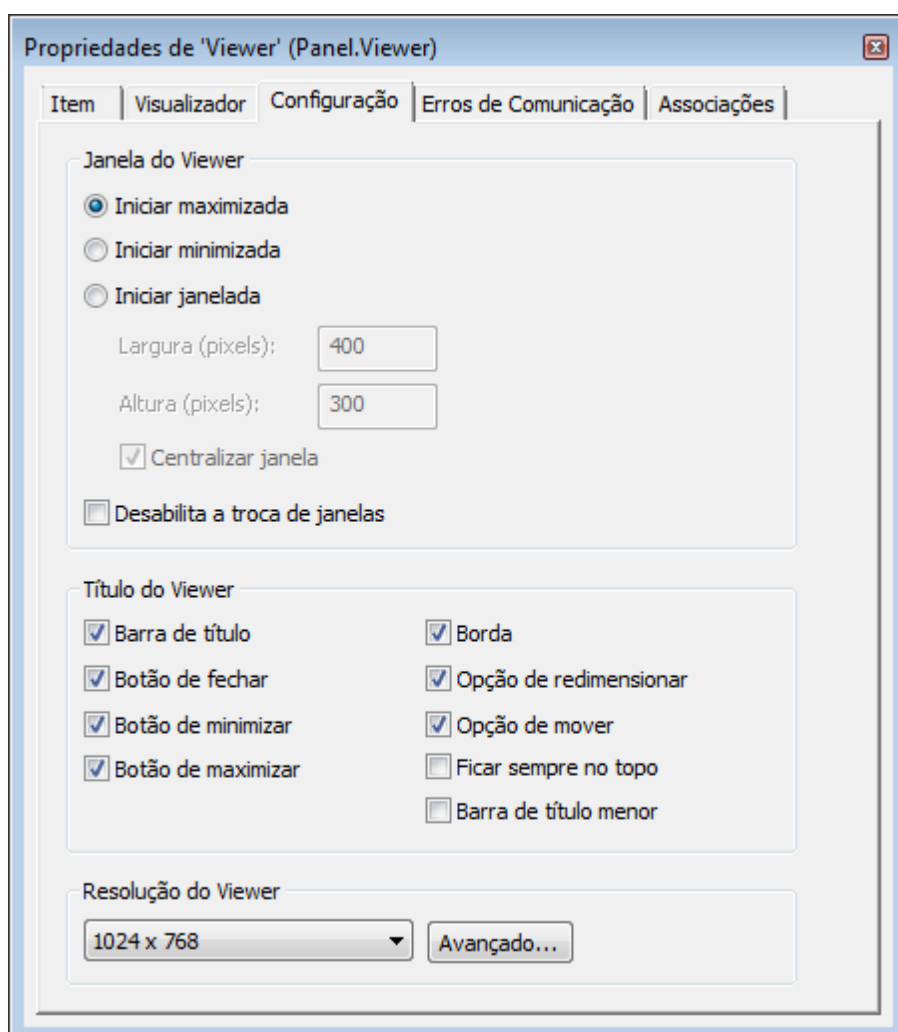 Propriedades de 'Viewer' (Panel.Viewer)
Item Visualizador Configuração Erros de Comunicação Associações
Janela do Viewer
Iniciar maximizada
Iniciar minimizada
Iniciar janelada
Largura (pixels): 400
Altura (pixels): 300
Centralizar janela
Desabilita a troca de janelas
Título do Viewer
Barra de título Borda
Botão de fechar Opção de redimensionar
Botão de minimizar Opção de mover
Botão de maximizar Ficar sempre no topo
Barra de título menor
Resolução do Viewer
1024 x 768 Avançado...